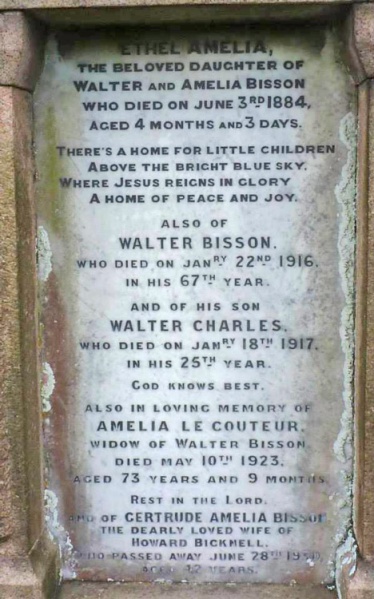 ETHEL AMELIA,
THE BELOVED DAUGHTER OF
WALTER AND AMELIA BISSON
WHO DIED ON JUNE 3RD 1884,
AGED 4 MONTHS AND 3 DAYS.
THERE'S A HOME FOR LITTLE CHILDREN
ABOVE THE BRIGHT BLUE SKY,
WHERE JESUS REIGNS IN GLORY
A HOME OF PEACE AND JOY.
ALSO OF
WALTER BISSON.
WHO DIED ON JANRY 22ND 1916,
IN HIS 67TH YEAR.
AND OF HIS SON
WALTER CHARLES,
WHO DIED ON JANRY 18TH 1917,
IN HIS 25TH YEAR.
GOD KNOWS BEST.
ALSO IN LOVING MEMORY OF
AMELIA LE COUTEUR,
WIDOW OF WALTER BISSON
DIED MAY 10TH 1923,
AGED 73 YEARS AND 9 MONTHS
REST IN THE LORD.
AND OF GERTRUDE AMELIA BISSON
THE DEARLY LOVED WIFE OF
HOWARD BICKNELL.
WHO PASSED AWAY JUNE 28TH
AGED YEARS.